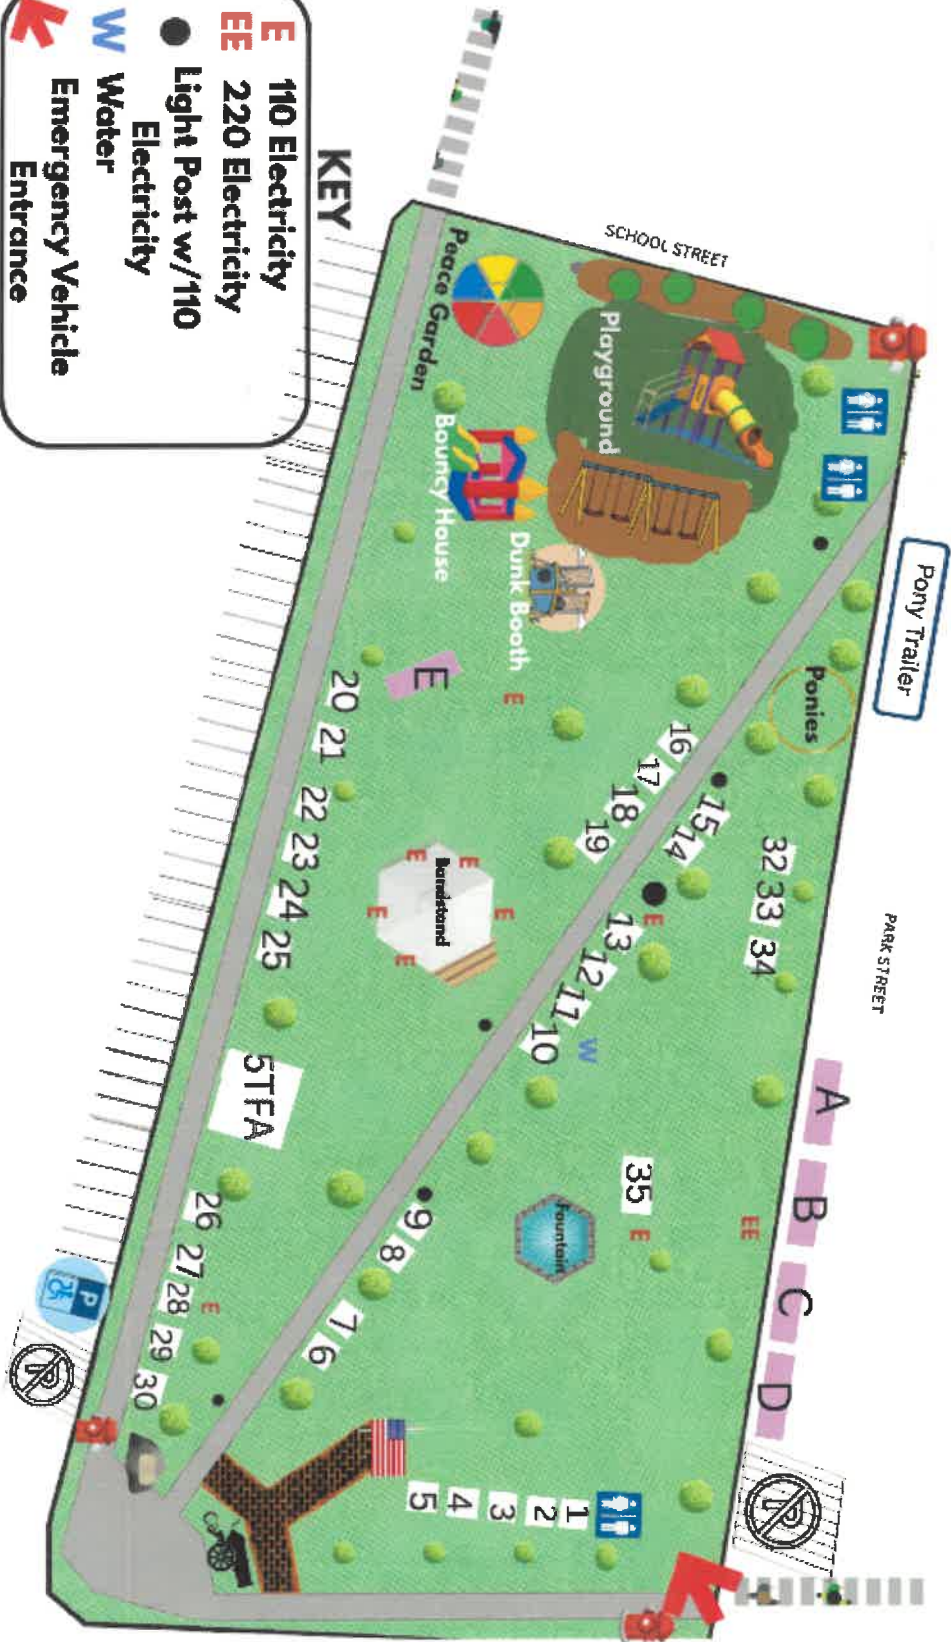 KEY
E 110 Electricity
EE 220 Electricity
Light Post w/110
Electricity
W Water
Emergency Vehicle
Entrance
SCHOOL STREET
PARK STREET
Pony Trailer
Ponies
Peace Garden
Playground
Bouncy House
Dunk Booth
E
E
20
21
22
23
24
25
16
17
18
19
15
14
32
33
34
E
13
12
11
10
W
Bandstand
E
E
E
E
E
E
5TFA
A
B
C
D
EE
35
E
Fountain
9
8
7
6
26
27
28
29
30
E
5
4
3
2
1
P
P
P